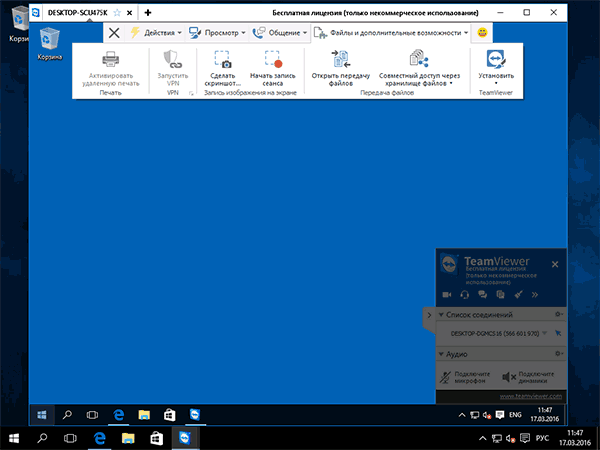 DESKTOP-SCU475K
Бесплатная лицензия (только некоммерческое использование)
Действия
Просмотр
Общение
Файлы и дополнительные возможности
Корзина
Активировать
удаленную печать
Запустить
VPN
Сделать
скриншот...
Начать запись
сеанса
Открыть передачу
файлов
Совместный доступ через
хранилище файлов
Установить
Печать
VPN
Запись изображения на экране
Передача файлов
TeamViewer
TeamViewer
Бесплатная лицензия
(только некоммерческое
использование)
Список соединений
DESKTOP-DGMCS16 (566 601 970)
Аудио
Подключите
микрофон
Подключите
динамики
www.teamviewer.com
ENG
11:47
17.03.2016
РУС
11:47
17.03.2016